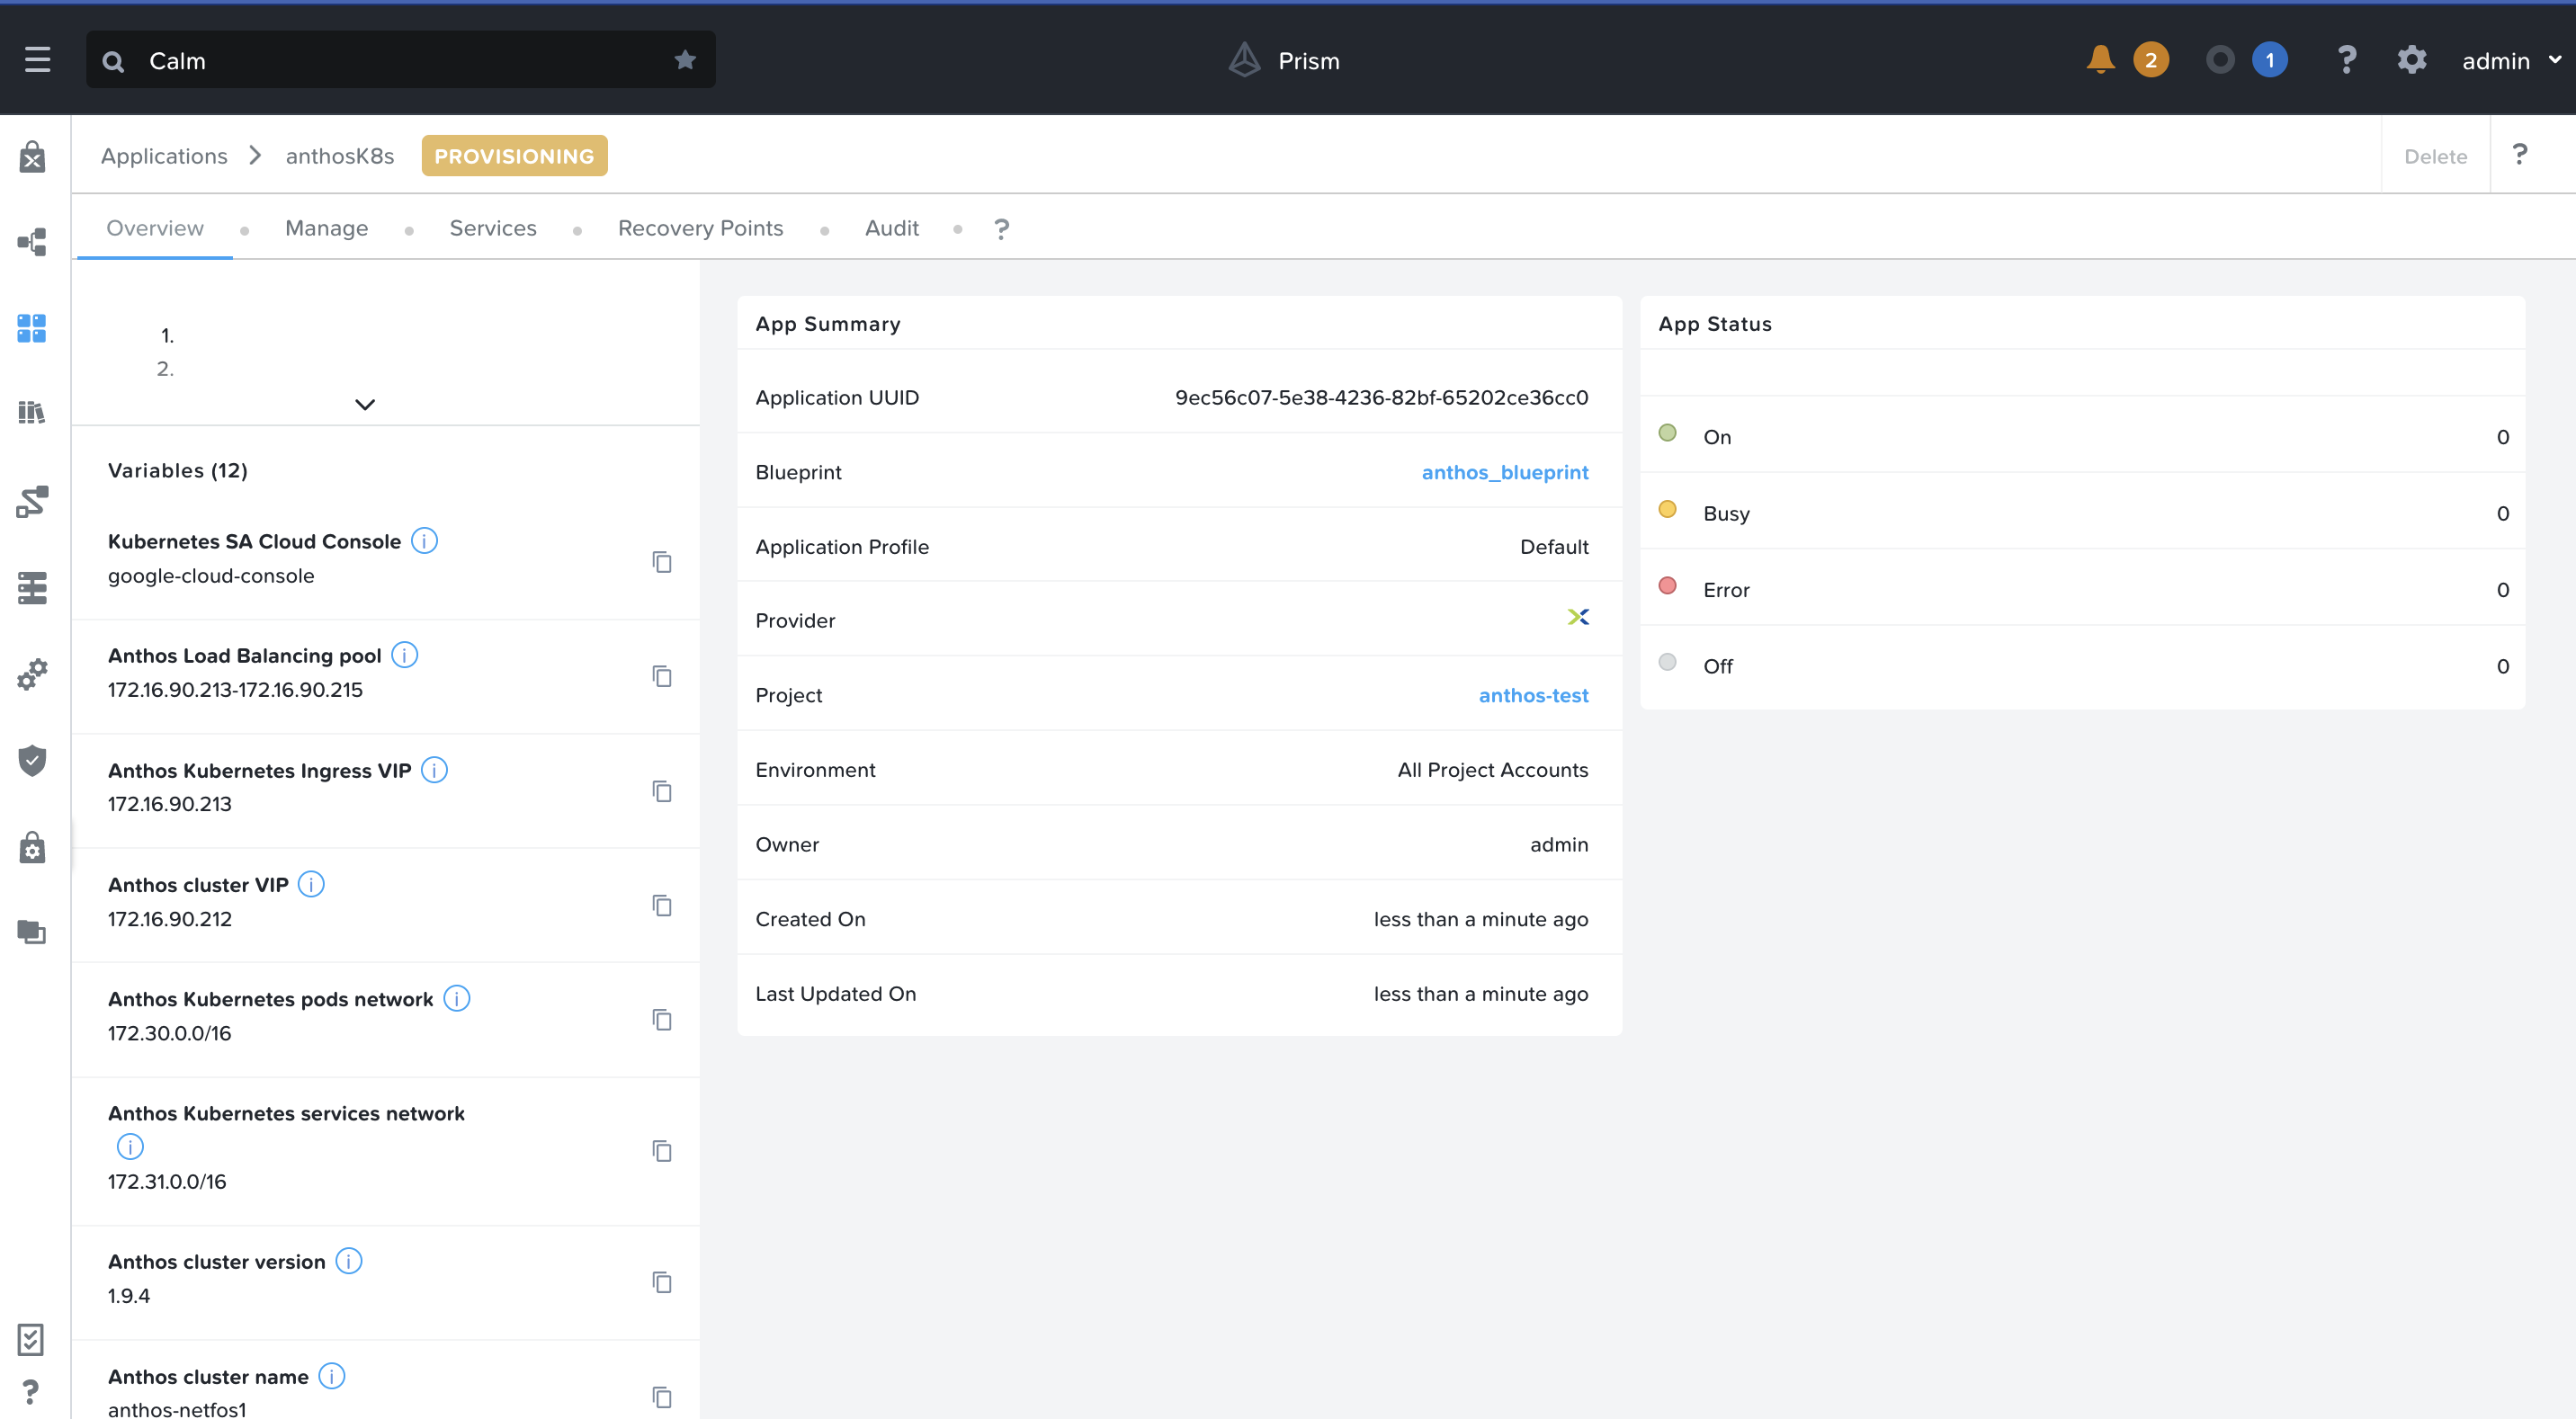 Calm
Prism
2
1
?
admin
Applications
anthosK8s
PROVISIONING
Delete
?
Overview
Manage
Services
Recovery Points
Audit
?
1.
2.
Variables (12)
Kubernetes SA Cloud Console
google-cloud-console
Anthos Load Balancing pool
172.16.90.213-172.16.90.215
Anthos Kubernetes Ingress VIP
172.16.90.213
Anthos cluster VIP
172.16.90.212
Anthos Kubernetes pods network
172.30.0.0/16
Anthos Kubernetes services network
172.31.0.0/16
Anthos cluster version
1.9.4
Anthos cluster name
anthos-netfos1
App Summary
Application UUID 9ec56c07-5e38-4236-82bf-65202ce36cc0
Blueprint anthos_blueprint
Application Profile Default
Provider
Project anthos-test
Environment All Project Accounts
Owner admin
Created On less than a minute ago
Last Updated On less than a minute ago
App Status
On 0
Busy 0
Error 0
Off 0
?